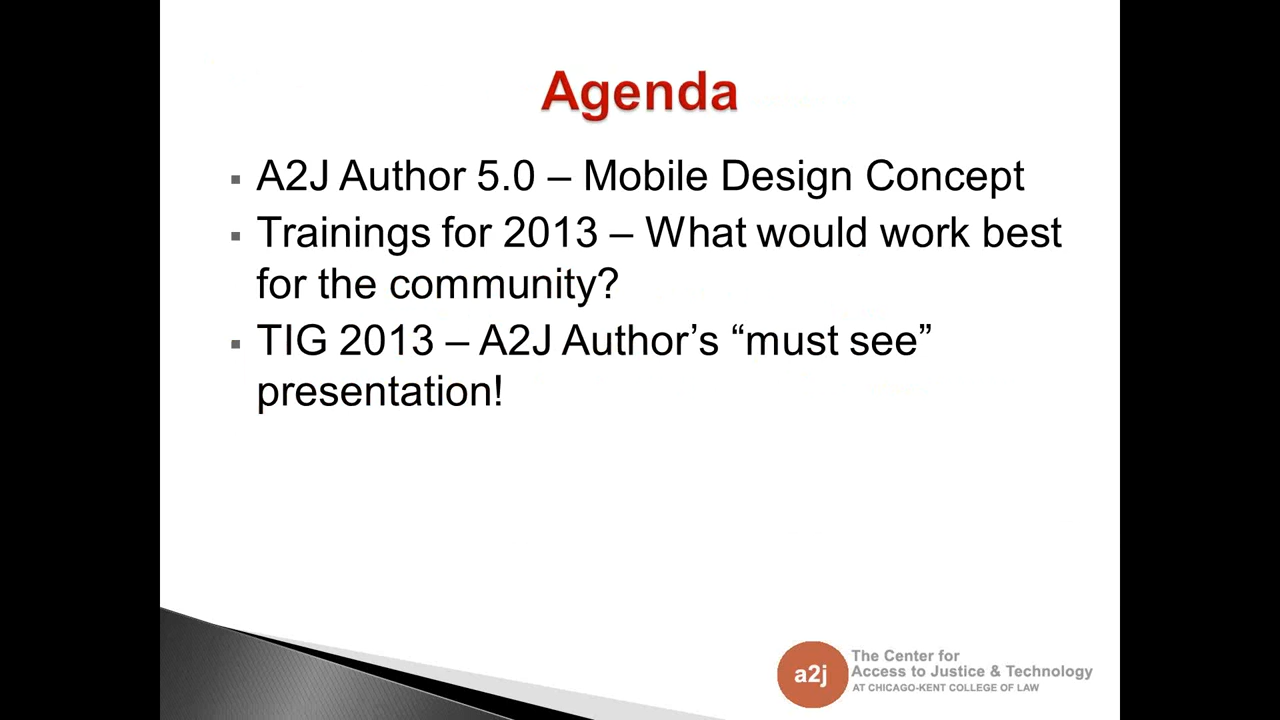 Agenda
▪ A2J Author 5.0 – Mobile Design Concept
▪ Trainings for 2013 – What would work best
for the community?
▪ TIG 2013 – A2J Author’s “must see”
presentation!
a2j
The Center for
Access to Justice & Technology
AT CHICAGO-KENT COLLEGE OF LAW